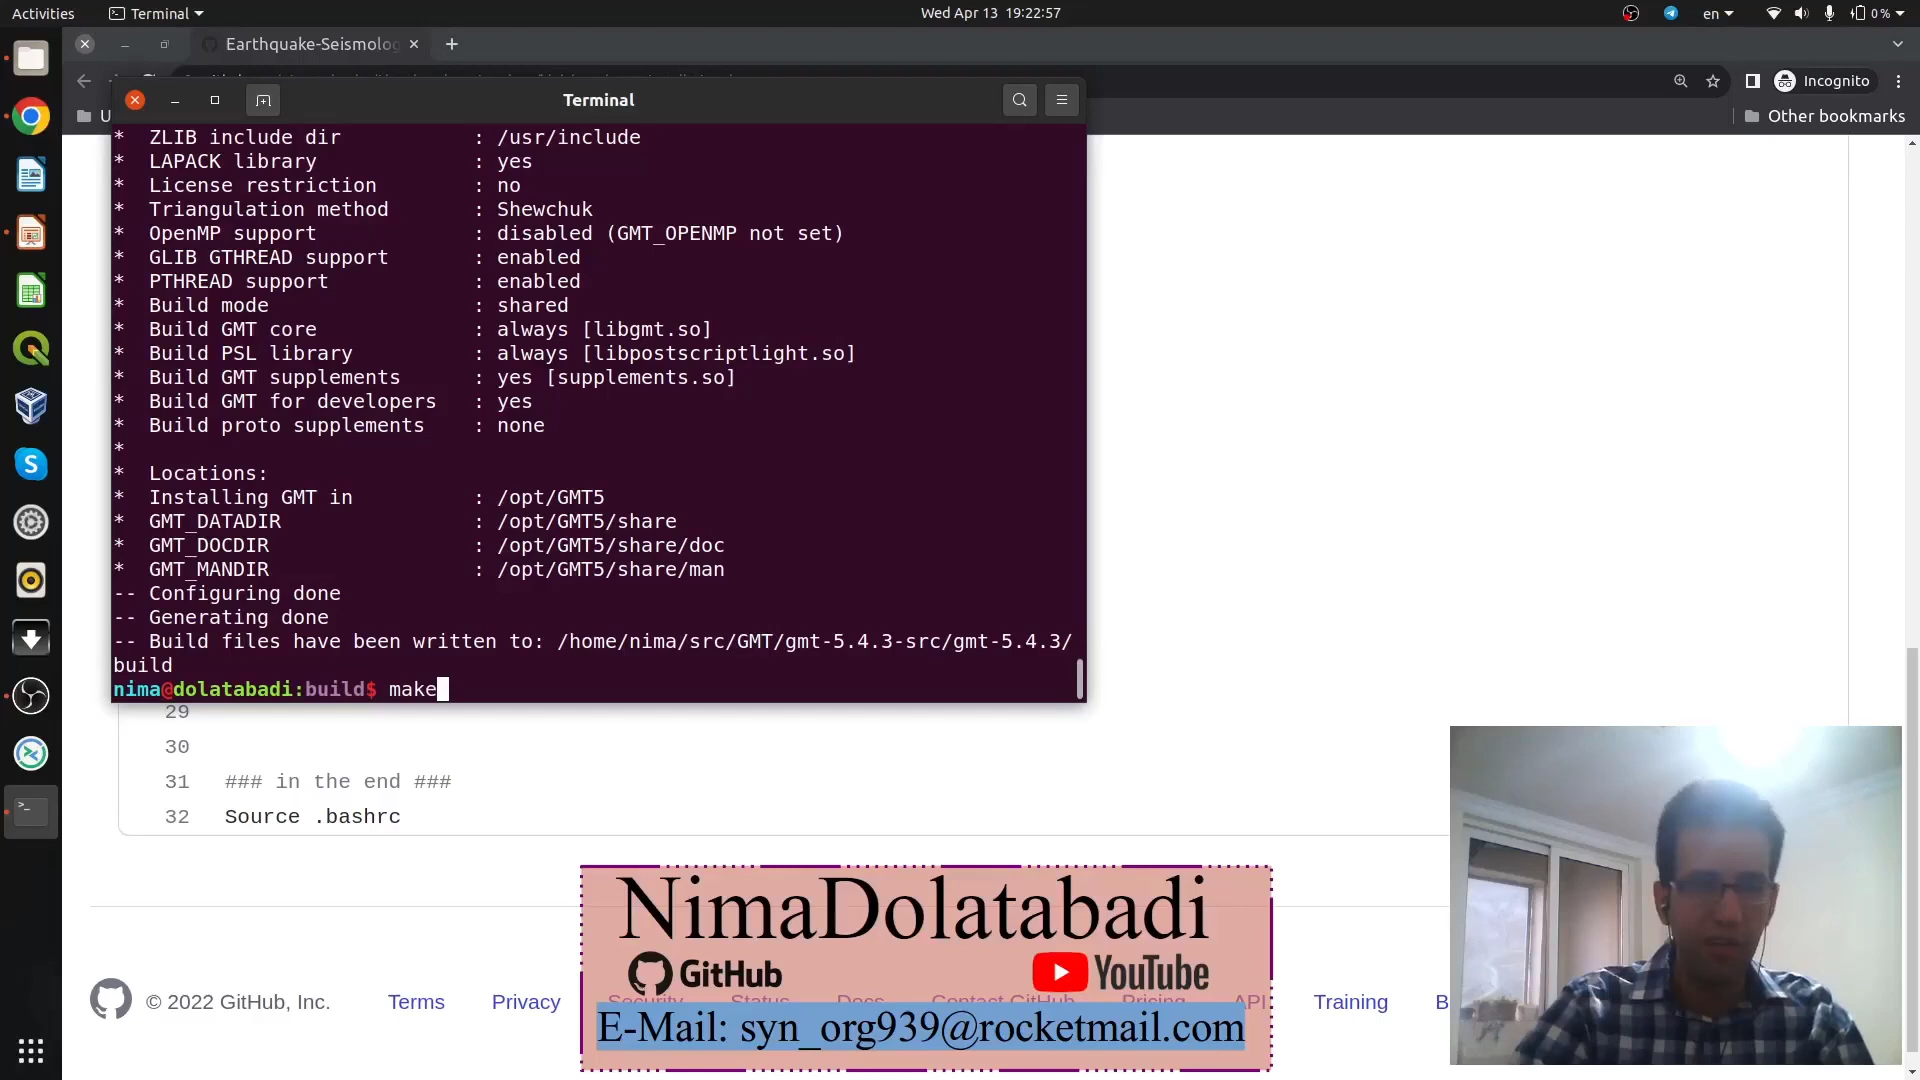 Activities
Terminal
Wed Apr 13 19:22:57
en
0 %
Earthquake-Seismolog
Incognito
U
Other bookmarks
Terminal
* ZLIB include dir : /usr/include
* LAPACK library : yes
* License restriction : no
* Triangulation method : Shewchuk
* OpenMP support : disabled (GMT_OPENMP not set)
* GLIB GTHREAD support : enabled
* PTHREAD support : enabled
* Build mode : shared
* Build GMT core : always [libgmt.so]
* Build PSL library : always [libpostscriptlight.so]
* Build GMT supplements : yes [supplements.so]
* Build GMT for developers : yes
* Build proto supplements : none
*
* Locations:
* Installing GMT in : /opt/GMT5
* GMT_DATADIR : /opt/GMT5/share
* GMT_DOCDIR : /opt/GMT5/share/doc
* GMT_MANDIR : /opt/GMT5/share/man
-- Configuring done
-- Generating done
-- Build files have been written to: /home/nima/src/GMT/gmt-5.4.3-src/gmt-5.4.3/
build
nima@dolatabadi:build$ make
29
30
31 ### in the end ###
32 Source .bashrc
NimaDolatabadi
GitHub
YouTube
© 2022 GitHub, Inc. Terms Privacy Security Status Docs Contact GitHub Pricing API Training B
E-Mail: syn_org939@rocketmail.com